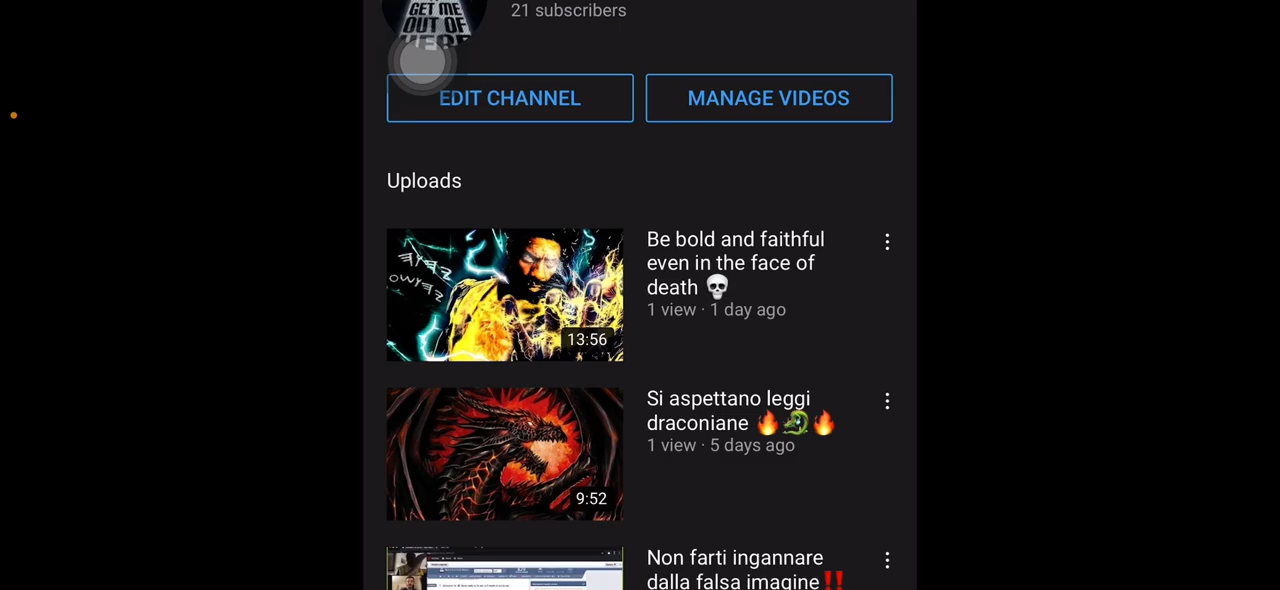 GET ME
OUT OF
HERE
21 subscribers
EDIT CHANNEL
MANAGE VIDEOS
Uploads
13:56
Be bold and faithful
even in the face of
death 💀
1 view · 1 day ago
9:52
Si aspettano leggi
draconiane 🔥🐉🔥
1 view · 5 days ago
Non farti ingannare
dalla falsa imagine‼️